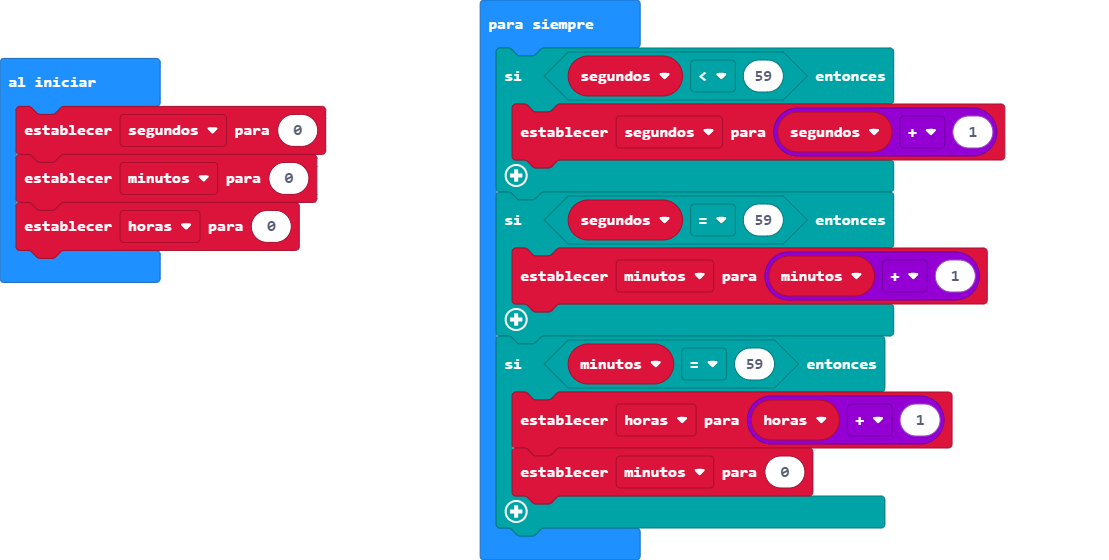 al iniciar
establecer segundos para 0
establecer minutos para 0
establecer horas para 0
para siempre
si segundos < 59 entonces
establecer segundos para segundos + 1
si segundos = 59 entonces
establecer minutos para minutos + 1
si minutos = 59 entonces
establecer horas para horas + 1
establecer minutos para 0